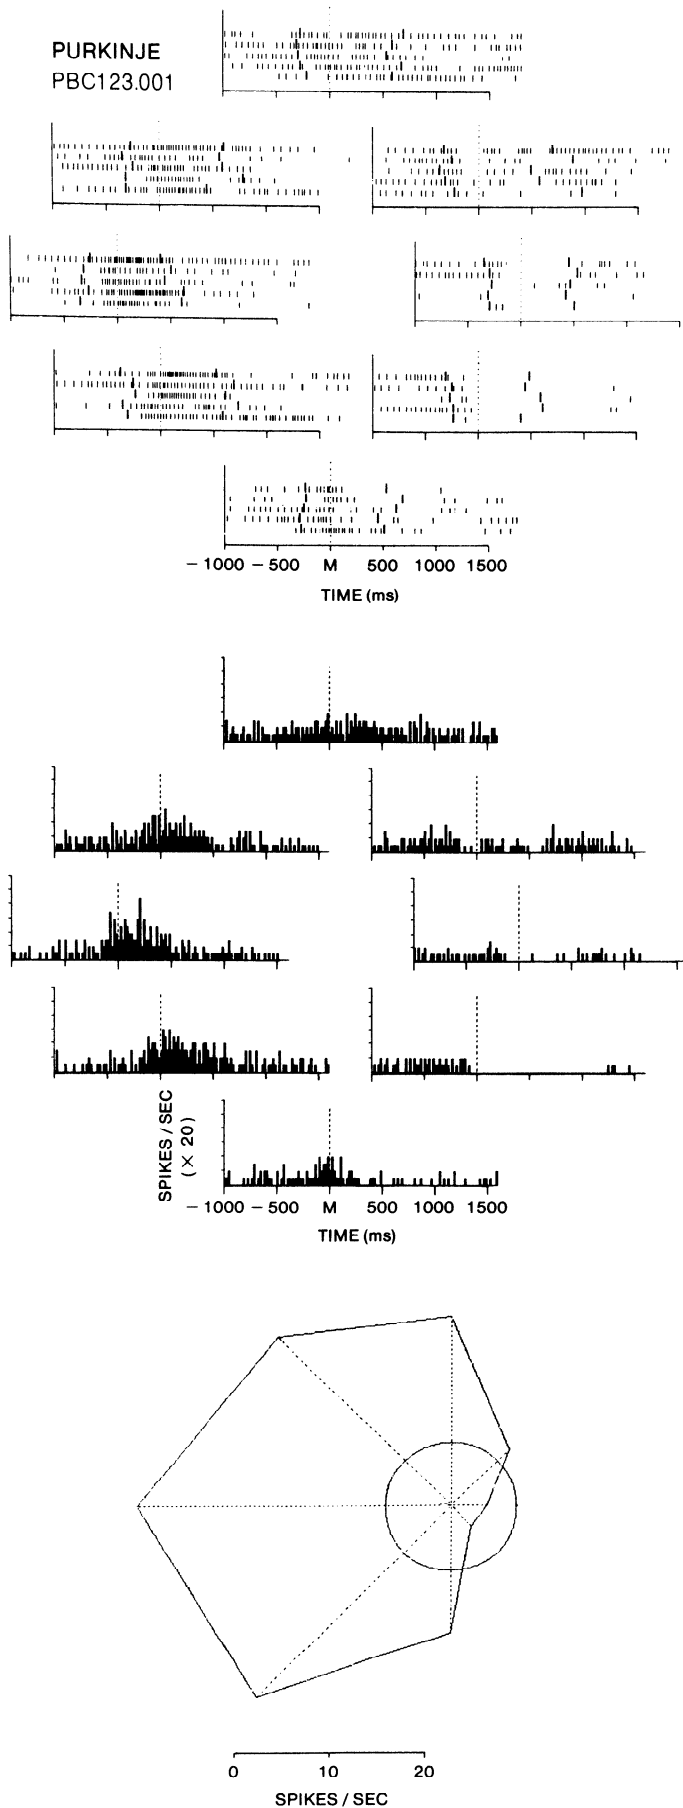 PURKINJE
PBC123.001
− 1000 − 500 M 500 1000 1500
TIME (ms)
SPIKES / SEC
(× 20)
− 1000 − 500 M 500 1000 1500
TIME (ms)
0 10 20
SPIKES / SEC